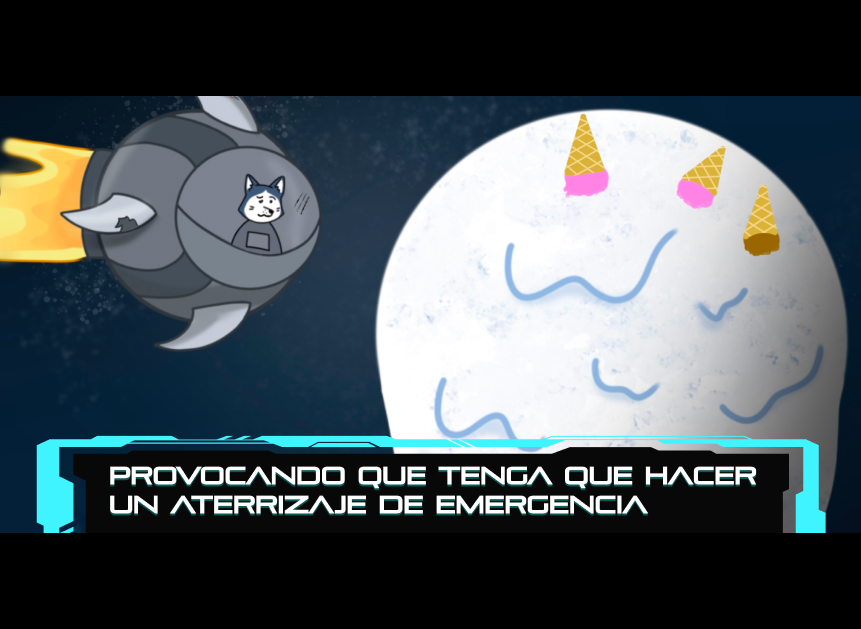 PROVOCANDO QUE TENGA QUE HACER
UN ATERRIZAJE DE EMERGENCIA